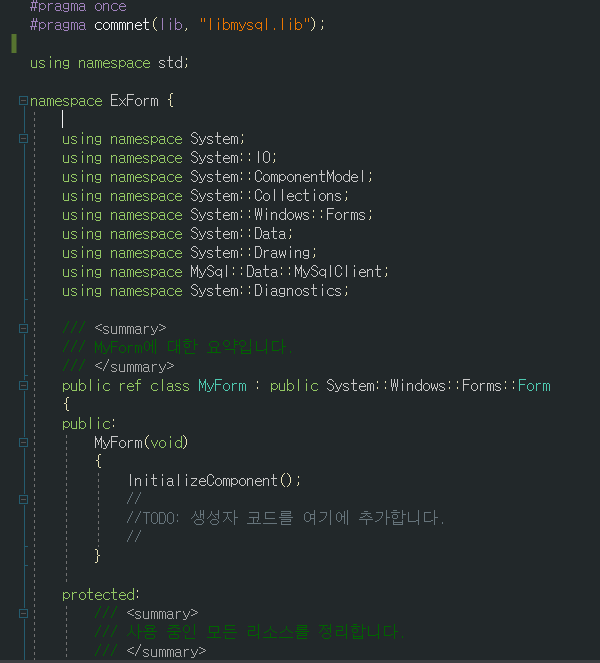 #pragma once
#pragma commnet(lib, "libmysql.lib");
using namespace std;
namespace ExForm {
using namespace System;
using namespace System::IO;
using namespace System::ComponentModel;
using namespace System::Collections;
using namespace System::Windows::Forms;
using namespace System::Data;
using namespace System::Drawing;
using namespace MySql::Data::MySqlClient;
using namespace System::Diagnostics;
/// <summary>
/// MyForm에 대한 요약입니다.
/// </summary>
public ref class MyForm : public System::Windows::Forms::Form
{
public:
MyForm(void)
{
InitializeComponent();
//
//TODO: 생성자 코드를 여기에 추가합니다.
//
}
protected:
/// <summary>
/// 사용 중인 모든 리소스를 정리합니다.
/// </summary>